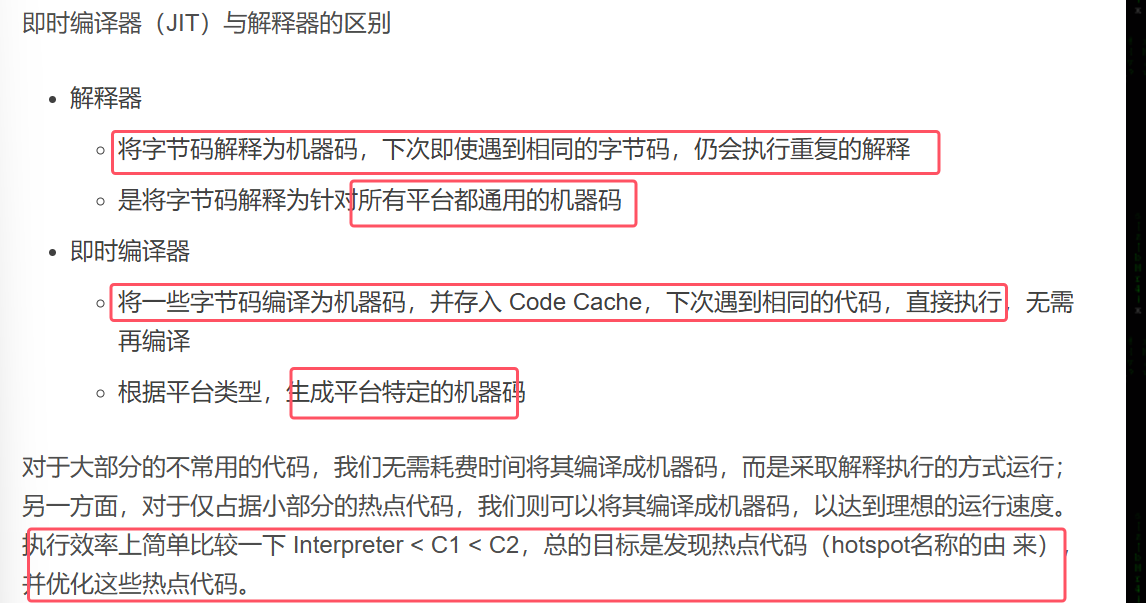 即时编译器（JIT）与解释器的区别
解释器
将字节码解释为机器码，下次即使遇到相同的字节码，仍会执行重复的解释
是将字节码解释为针对所有平台都通用的机器码
即时编译器
将一些字节码编译为机器码，并存入 Code Cache，下次遇到相同的代码，直接执行，无需
再编译
根据平台类型，生成平台特定的机器码
对于大部分的不常用的代码，我们无需耗费时间将其编译成机器码，而是采取解释执行的方式运行；
另一方面，对于仅占据小部分的热点代码，我们则可以将其编译成机器码，以达到理想的运行速度。
执行效率上简单比较一下 Interpreter < C1 < C2，总的目标是发现热点代码（hotspot名称的由 来），
并优化这些热点代码。